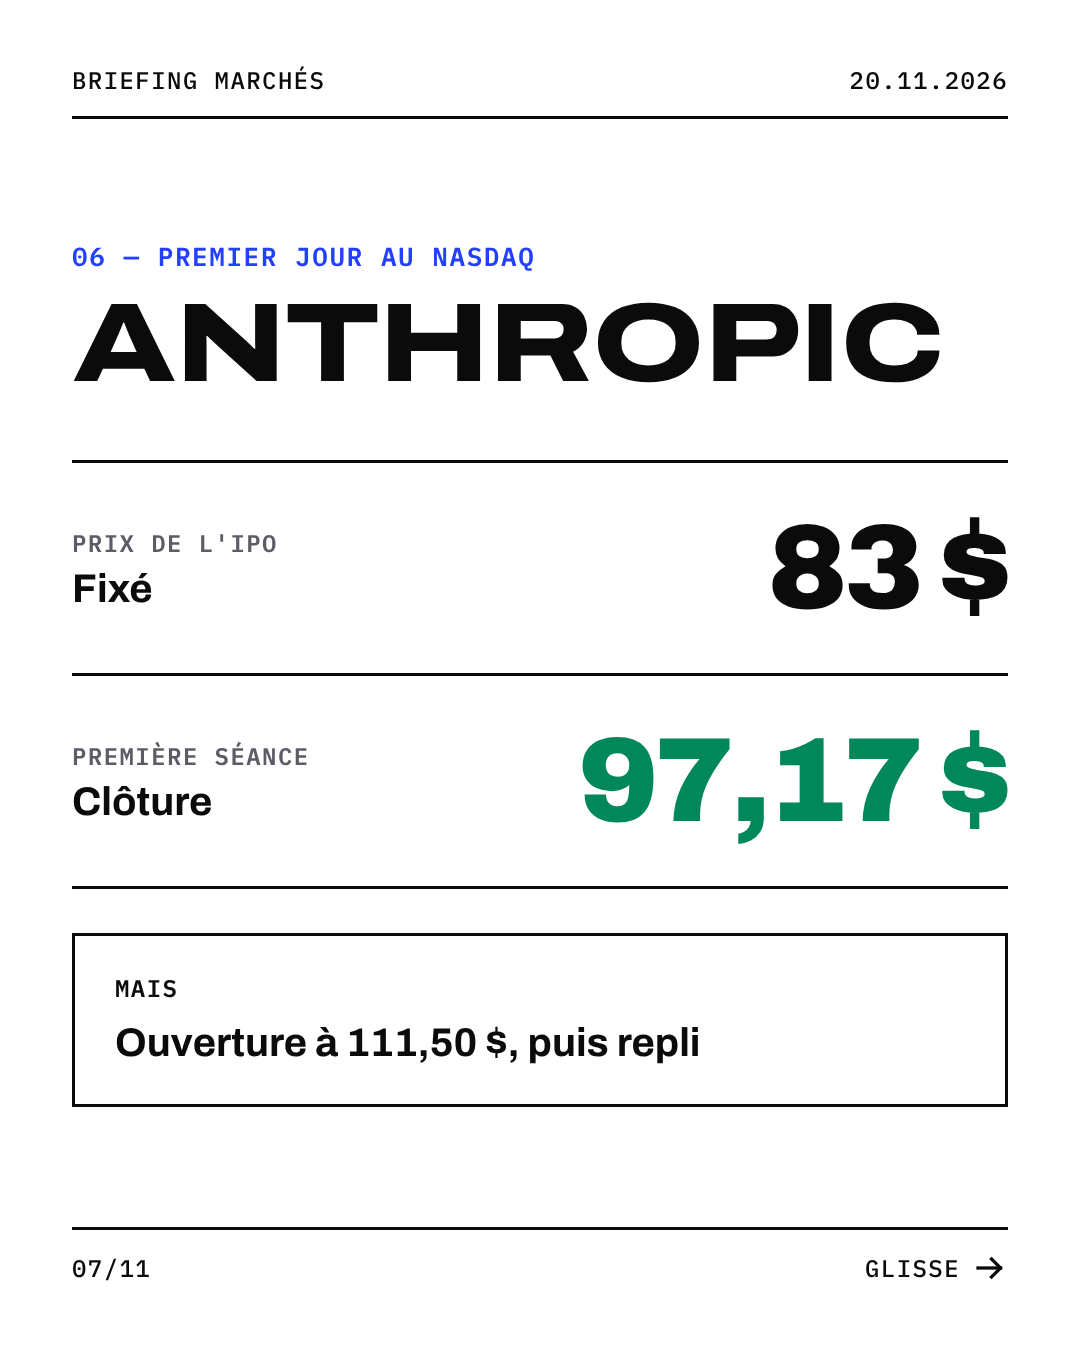 BRIEFING MARCHÉS
20.11.2026
06 — PREMIER JOUR AU NASDAQ
ANTHROPIC
PRIX DE L'IPO
Fixé
83 $
PREMIÈRE SÉANCE
Clôture
97,17 $
MAIS
Ouverture à 111,50 $, puis repli
07/11
GLISSE →